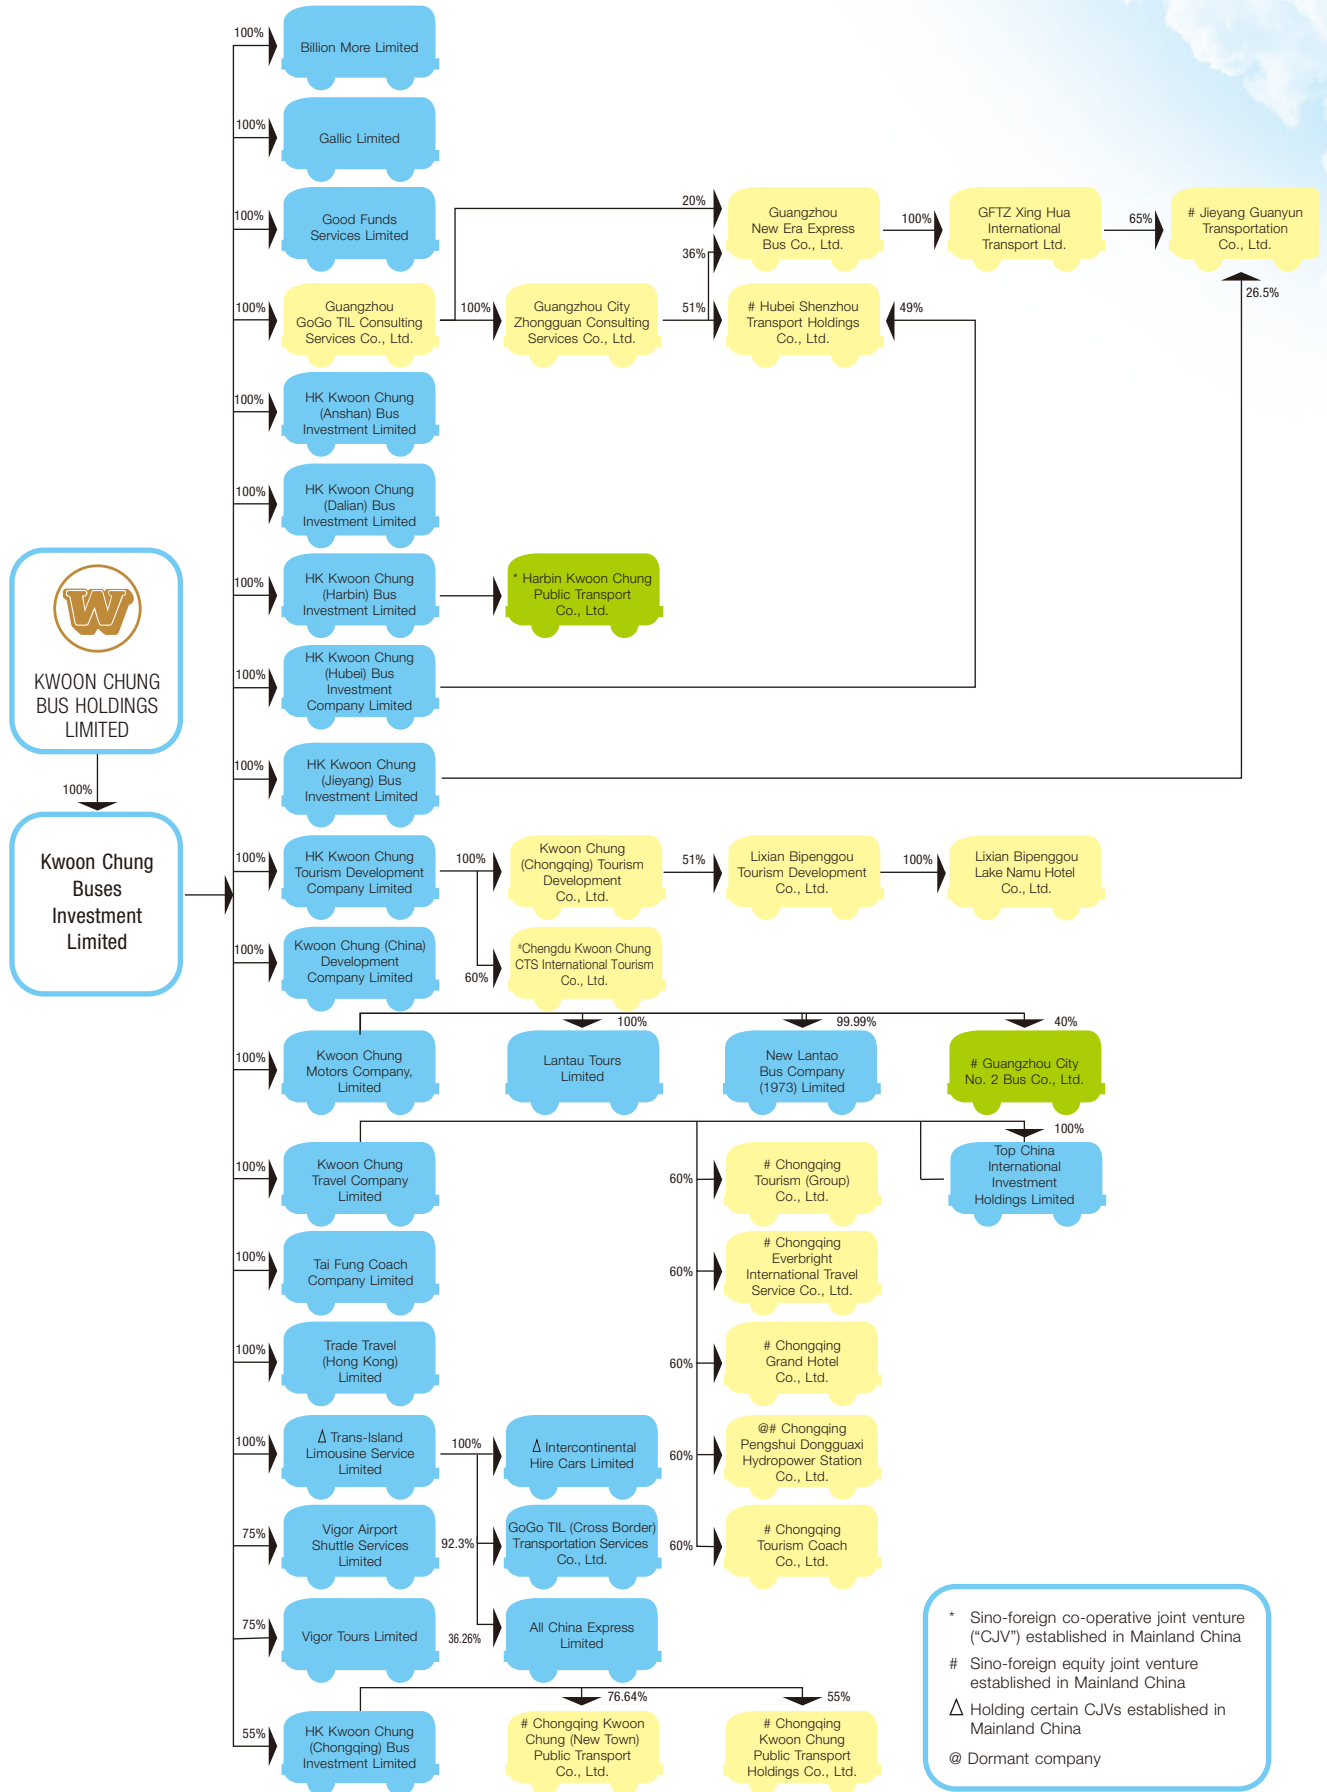 100%
Billion More Limited
100%
Gallic Limited
100%
Good Funds
Services Limited
20%
Guangzhou
New Era Express
Bus Co., Ltd.
100%
GFTZ Xing Hua
International
Transport Ltd.
65%
# Jieyang Guanyun
Transportation
Co., Ltd.
36%
26.5%
100%
Guangzhou
GoGo TIL Consulting
Services Co., Ltd.
100%
Guangzhou City
Zhongguan Consulting
Services Co., Ltd.
51%
# Hubei Shenzhou
Transport Holdings
Co., Ltd.
49%
100%
HK Kwoon Chung
(Anshan) Bus
Investment Limited
100%
HK Kwoon Chung
(Dalian) Bus
Investment Limited
100%
HK Kwoon Chung
(Harbin) Bus
Investment Limited
* Harbin Kwoon Chung
Public Transport
Co., Ltd.
W
KWOON CHUNG
BUS HOLDINGS
LIMITED
100%
HK Kwoon Chung
(Hubei) Bus
Investment
Company Limited
100%
HK Kwoon Chung
(Jieyang) Bus
Investment Limited
100%
Kwoon Chung
Buses
Investment
Limited
100%
HK Kwoon Chung
Tourism Development
Company Limited
100%
Kwoon Chung
(Chongqing) Tourism
Development
Co., Ltd.
51%
Lixian Bipenggou
Tourism Development
Co., Ltd.
100%
Lixian Bipenggou
Lake Namu Hotel
Co., Ltd.
100%
Kwoon Chung (China)
Development
Company Limited
60%
#Chengdu Kwoon Chung
CTS International Tourism
Co., Ltd.
100%
99.99%
40%
100%
Kwoon Chung
Motors Company,
Limited
Lantau Tours
Limited
New Lantao
Bus Company
(1973) Limited
# Guangzhou City
No. 2 Bus Co., Ltd.
100%
100%
Kwoon Chung
Travel Company
Limited
60%
# Chongqing
Tourism (Group)
Co., Ltd.
Top China
International
Investment
Holdings Limited
100%
Tai Fung Coach
Company Limited
60%
# Chongqing
Everbright
International Travel
Service Co., Ltd.
100%
Trade Travel
(Hong Kong)
Limited
60%
# Chongqing
Grand Hotel
Co., Ltd.
100%
Δ Trans-Island
Limousine Service
Limited
100%
Δ Intercontinental
Hire Cars Limited
60%
@# Chongqing
Pengshui Dongguaxi
Hydropower Station
Co., Ltd.
75%
Vigor Airport
Shuttle Services
Limited
92.3%
GoGo TIL (Cross Border)
Transportation Services
Co., Ltd.
60%
# Chongqing
Tourism Coach
Co., Ltd.
75%
Vigor Tours Limited
36.26%
All China Express
Limited
76.64%
55%
55%
HK Kwoon Chung
(Chongqing) Bus
Investment Limited
# Chongqing Kwoon
Chung (New Town)
Public Transport
Co., Ltd.
# Chongqing
Kwoon Chung
Public Transport
Holdings Co., Ltd.
* Sino-foreign co-operative joint venture
(“CJV”) established in Mainland China
# Sino-foreign equity joint venture
established in Mainland China
Δ Holding certain CJVs established in
Mainland China
@ Dormant company